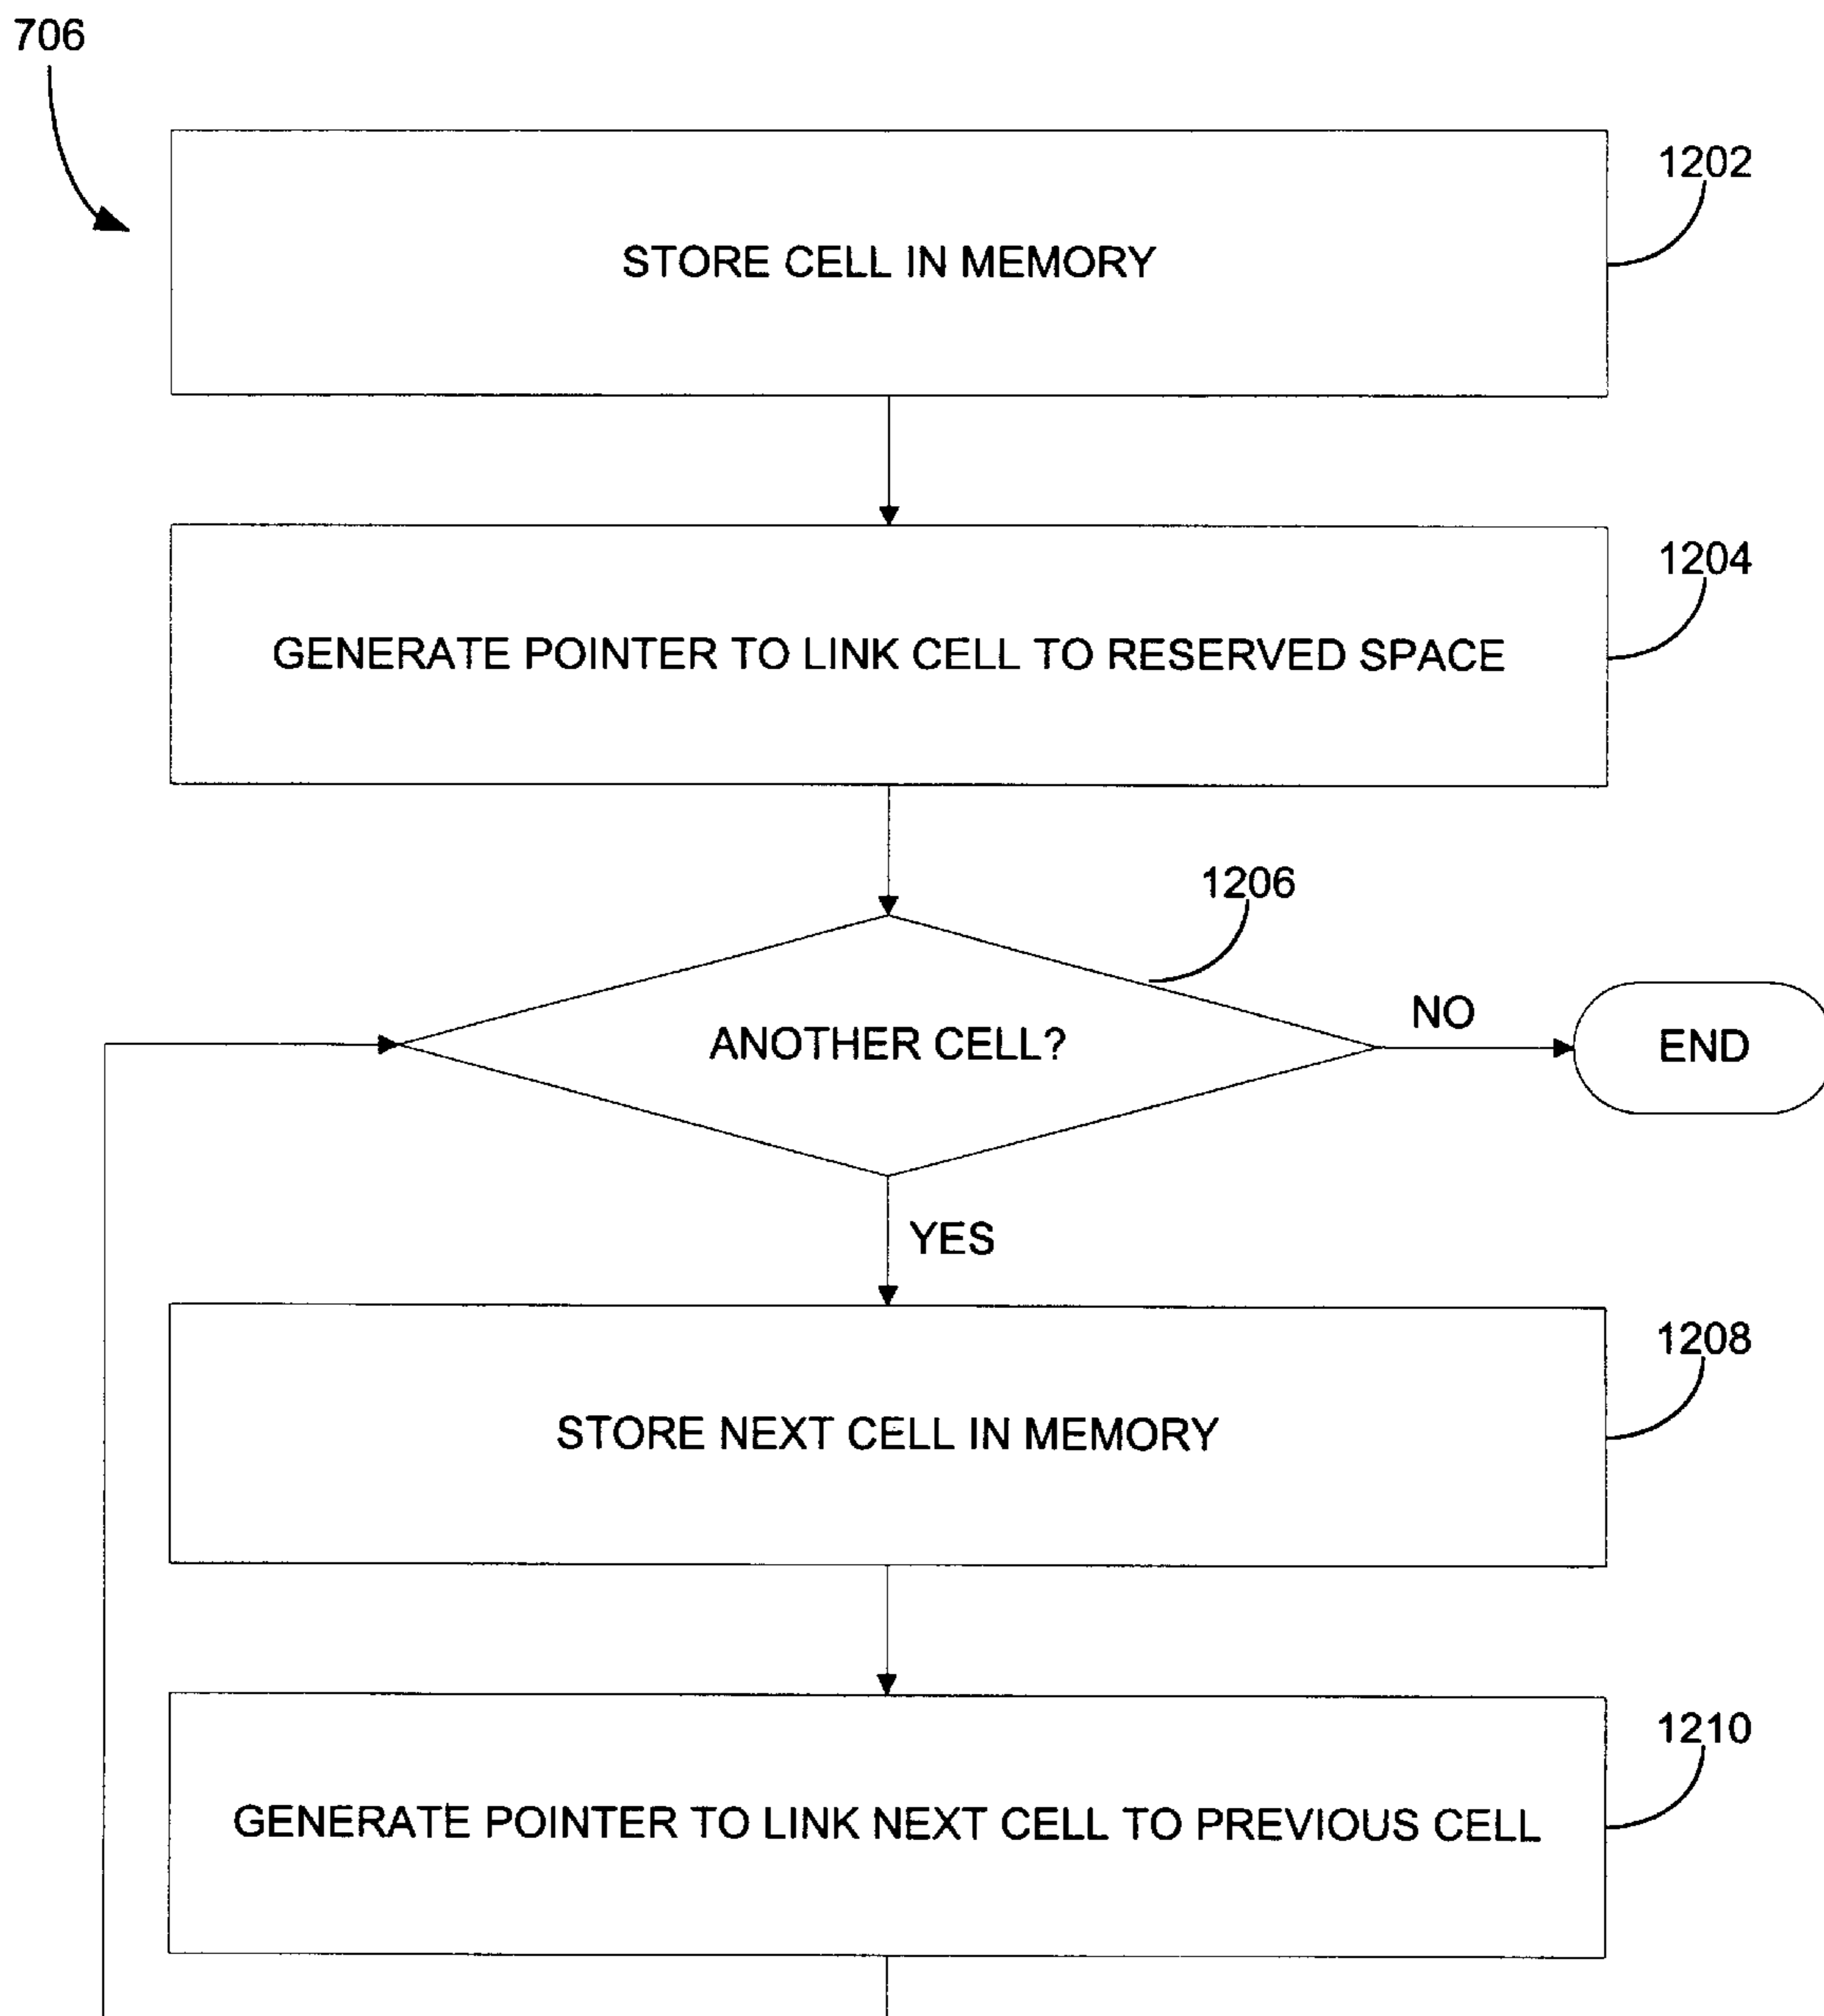 706
1202
STORE CELL IN MEMORY
1204
GENERATE POINTER TO LINK CELL TO RESERVED SPACE
1206
ANOTHER CELL?
NO
END
YES
1208
STORE NEXT CELL IN MEMORY
1210
GENERATE POINTER TO LINK NEXT CELL TO PREVIOUS CELL